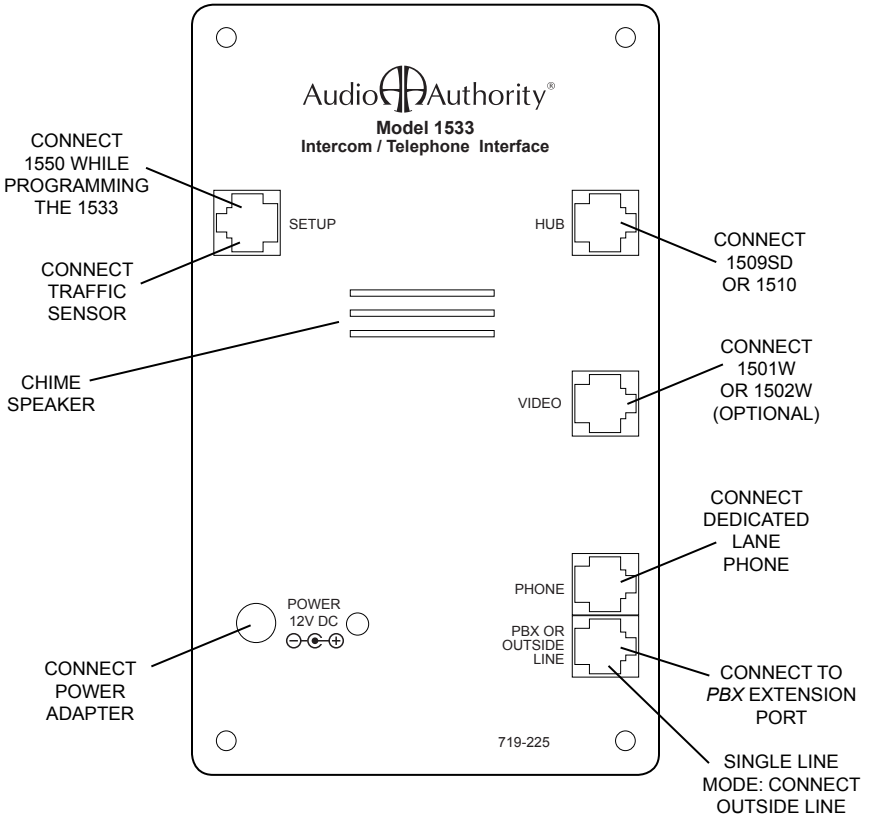 Audio Authority®
Model 1533
Intercom / Telephone Interface
CONNECT
1550 WHILE
PROGRAMMING
THE 1533
SETUP
HUB
CONNECT
TRAFFIC
SENSOR
CONNECT
1509SD
OR 1510
CHIME
SPEAKER
VIDEO
CONNECT
1501W
OR 1502W
(OPTIONAL)
CONNECT
DEDICATED
LANE
PHONE
PHONE
POWER
12V DC
PBX OR
OUTSIDE
LINE
CONNECT
POWER
ADAPTER
CONNECT TO
PBX EXTENSION
PORT
719-225
SINGLE LINE
MODE: CONNECT
OUTSIDE LINE